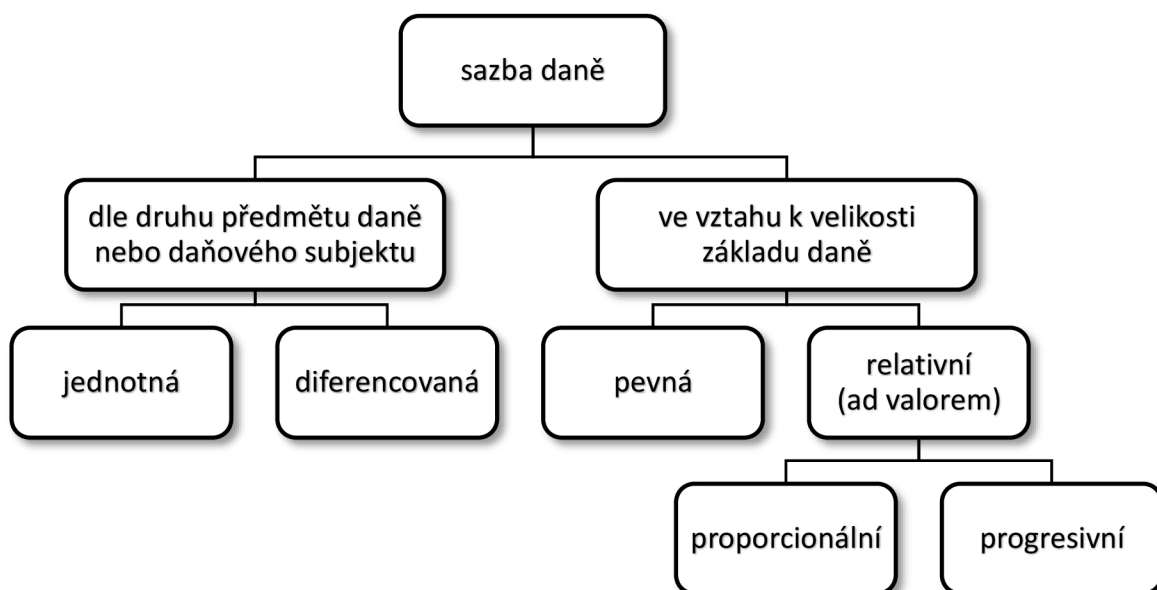 sazba daně
dle druhu předmětu daně
nebo daňového subjektu
ve vztahu k velikosti
základu daně
jednotná
diferencovaná
pevná
relativní
(ad valorem)
proporcionální
progresivní